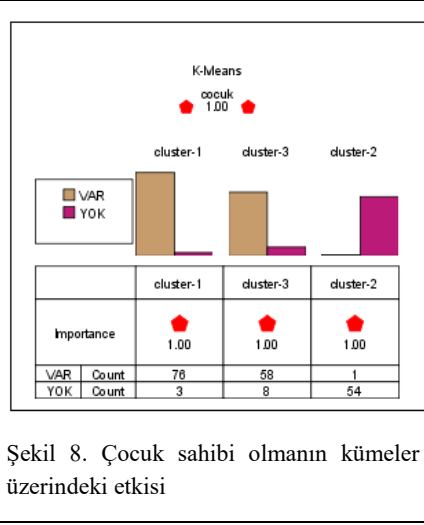 K-Means
cocuk
1.00
cluster-1 cluster-3 cluster-2
VAR
YOK
cluster-1 cluster-3 cluster-2
Importance
1.00 1.00 1.00
VAR Count 76 58 1
YOK Count 3 8 54
Şekil 8. Çocuk sahibi olmanın kümeler
üzerindeki etkisi